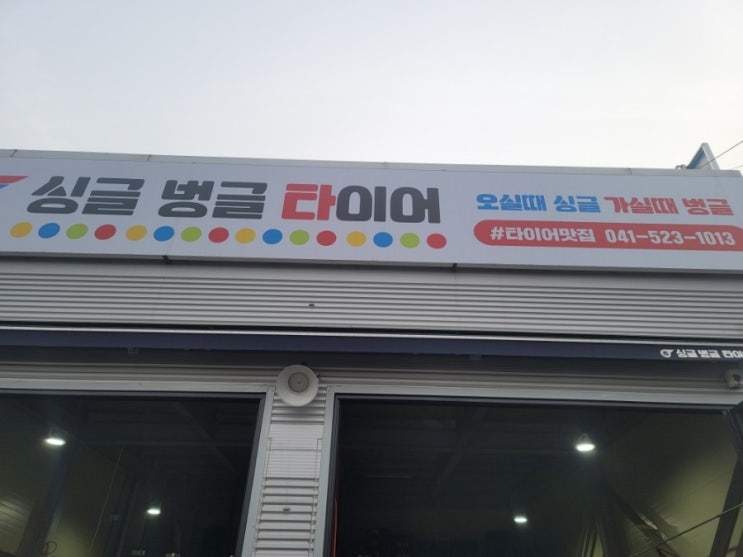 싱글 벙글 타이어
오실때 싱글 가실때 벙글
#타이어맛집 041-523-1013
싱글 벙글 타이